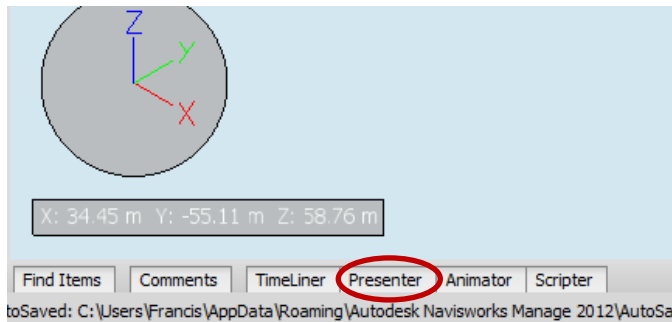 Z
Y
X
X: 34.45 m Y: -55.11 m Z: 58.76 m
Find Items Comments TimeLiner Presenter Animator Scripter
toSaved: C:\Users\Francis\AppData\Roaming\Autodesk Navisworks Manage 2012\AutoSa